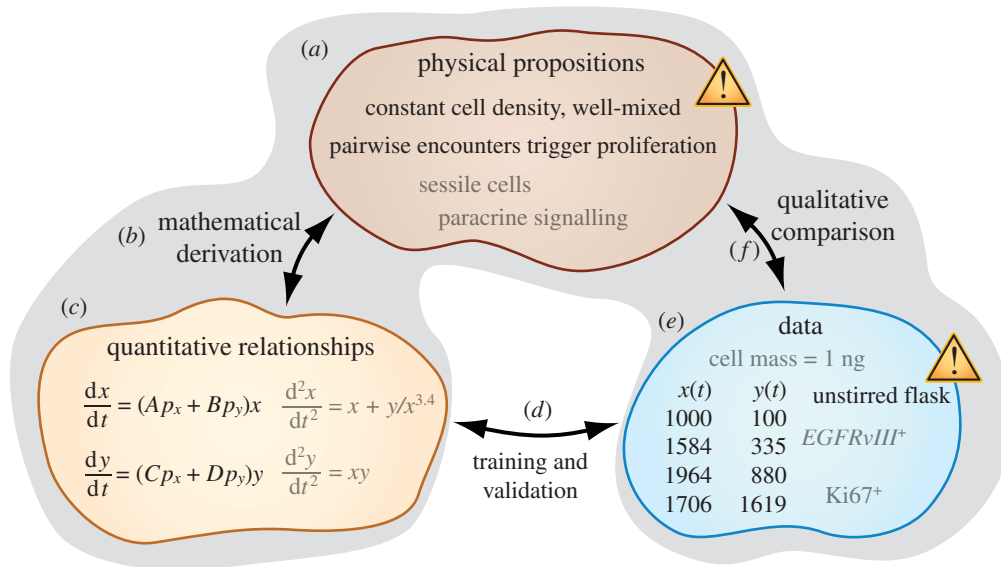 (a)
physical propositions
!
constant cell density, well-mixed
pairwise encounters trigger proliferation
sessile cells
paracrine signalling
(b)
mathematical
derivation
qualitative
comparison
(f)
(c)
quantitative relationships
dx/dt = (Ap_x + Bp_y)x d²x/dt² = x + y/x^3.4
dy/dt = (Cp_x + Dp_y)y d²y/dt² = xy
(d)
training and
validation
(e)
data
!
cell mass = 1 ng
x(t) y(t) unstirred flask
1000 100
1584 335 EGFRvIII⁺
1964 880
1706 1619 Ki67⁺